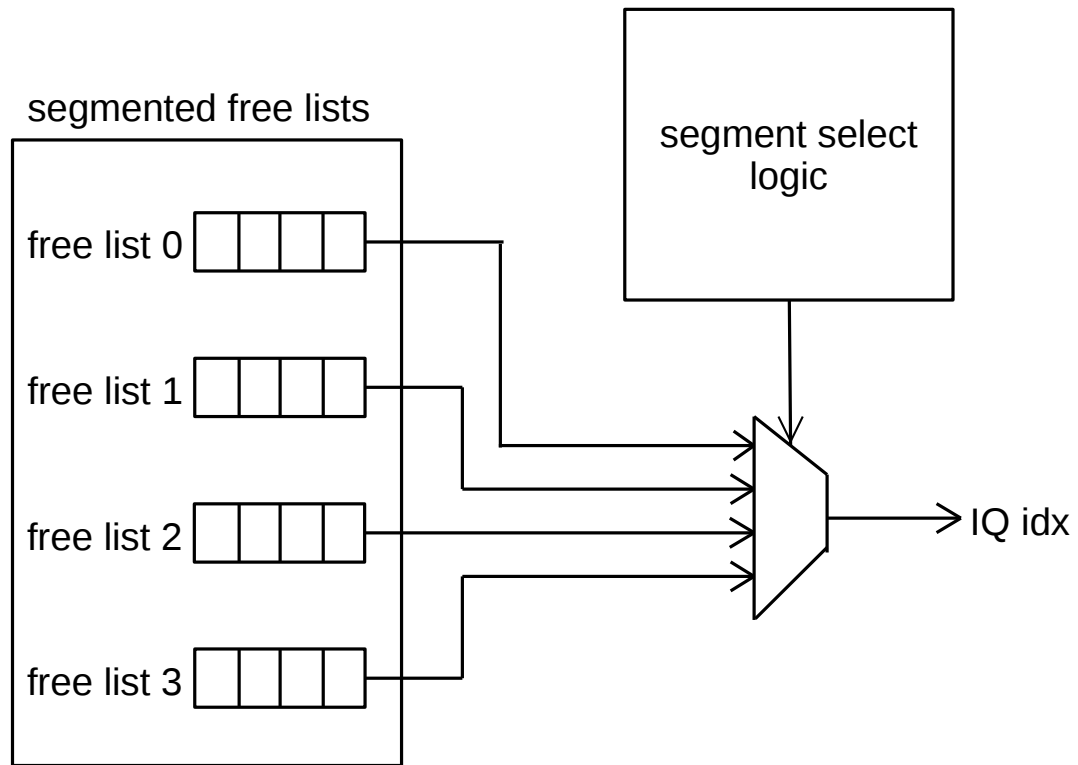 segmented free lists
segment select
logic
free list 0
free list 1
free list 2
free list 3
IQ idx